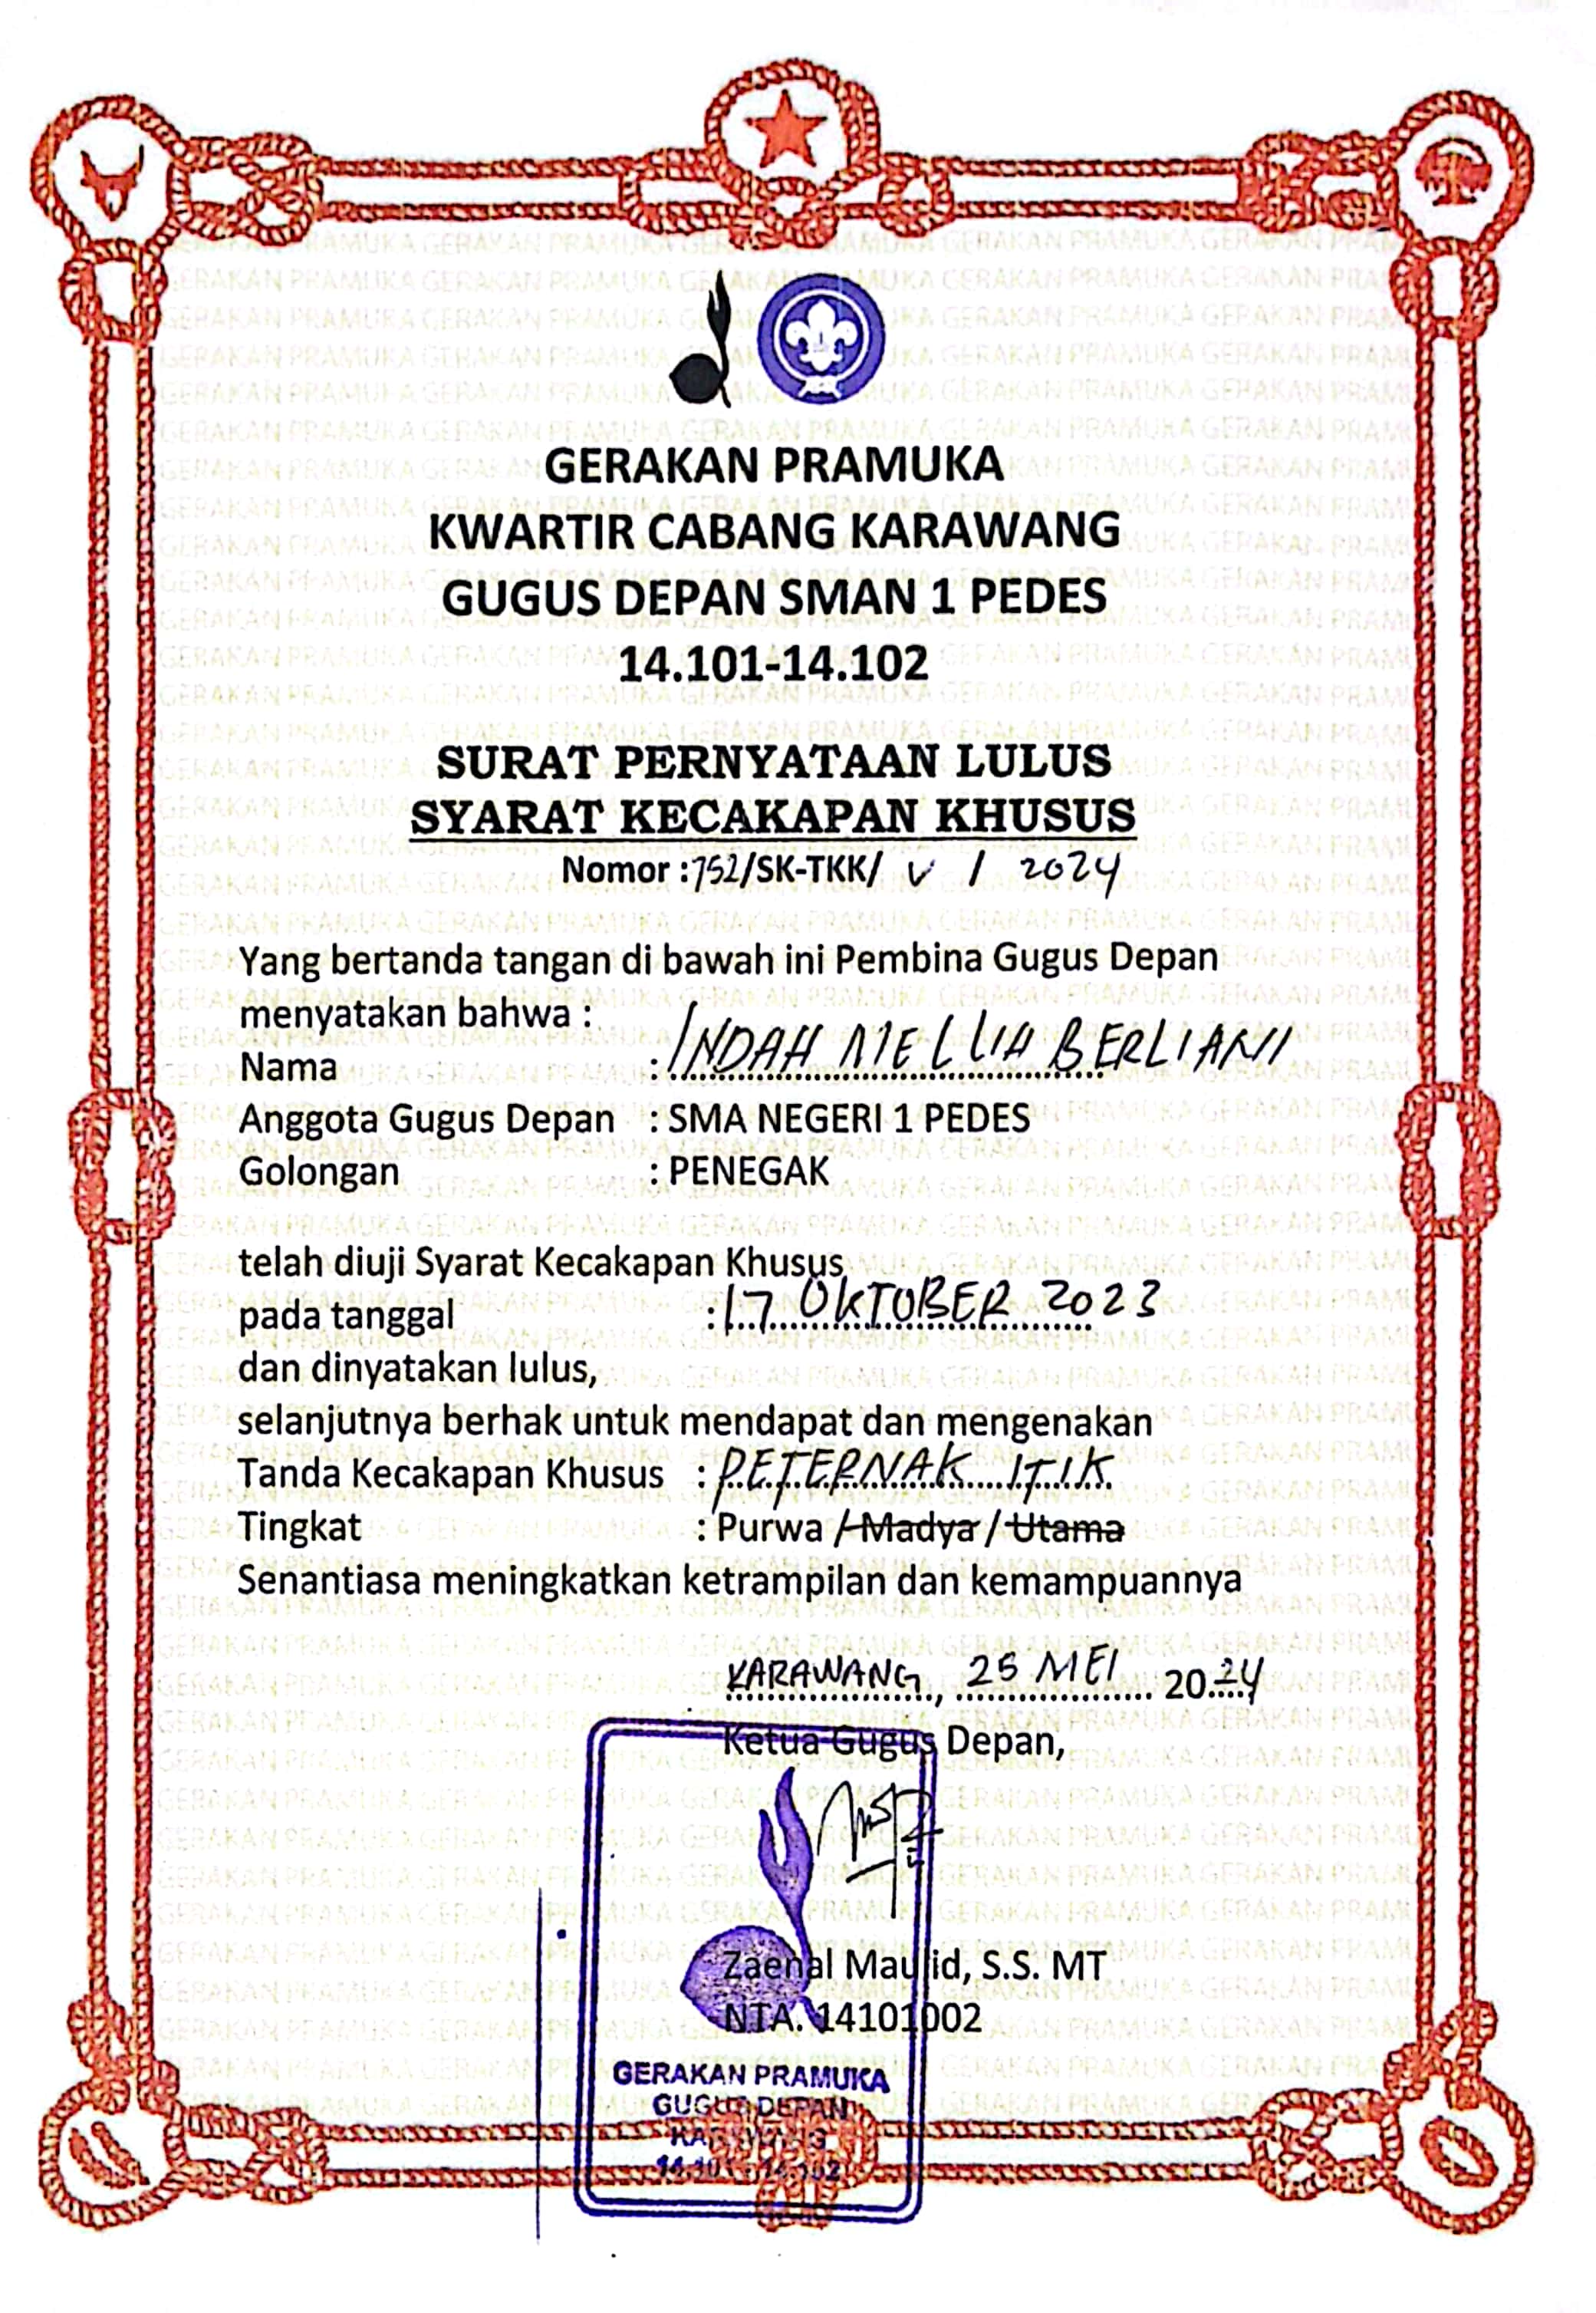 GERAKAN PRAMUKA
KWARTIR CABANG KARAWANG
GUGUS DEPAN SMAN 1 PEDES
14.101-14.102
SURAT PERNYATAAN LULUS
SYARAT KECAKAPAN KHUSUS
Nomor : 752/SK-TKK/ V / 2024
Yang bertanda tangan di bawah ini Pembina Gugus Depan
menyatakan bahwa :
Nama : INDAH MELLIA BERLIANI
Anggota Gugus Depan : SMA NEGERI 1 PEDES
Golongan : PENEGAK
telah diuji Syarat Kecakapan Khusus
pada tanggal : 17 OKTOBER 2023
dan dinyatakan lulus,
selanjutnya berhak untuk mendapat dan mengenakan
Tanda Kecakapan Khusus : PETERNAK ITIK
Tingkat : Purwa / Madya / Utama
Senantiasa meningkatkan ketrampilan dan kemampuannya
KARAWANG, 25 MEI 2024
Ketua Gugus Depan,
Zaenal Maulid, S.S. MT
NTA. 14101002
GERAKAN PRAMUKA
GUGUS DEPAN
KARAWANG
14.101 - 14.102